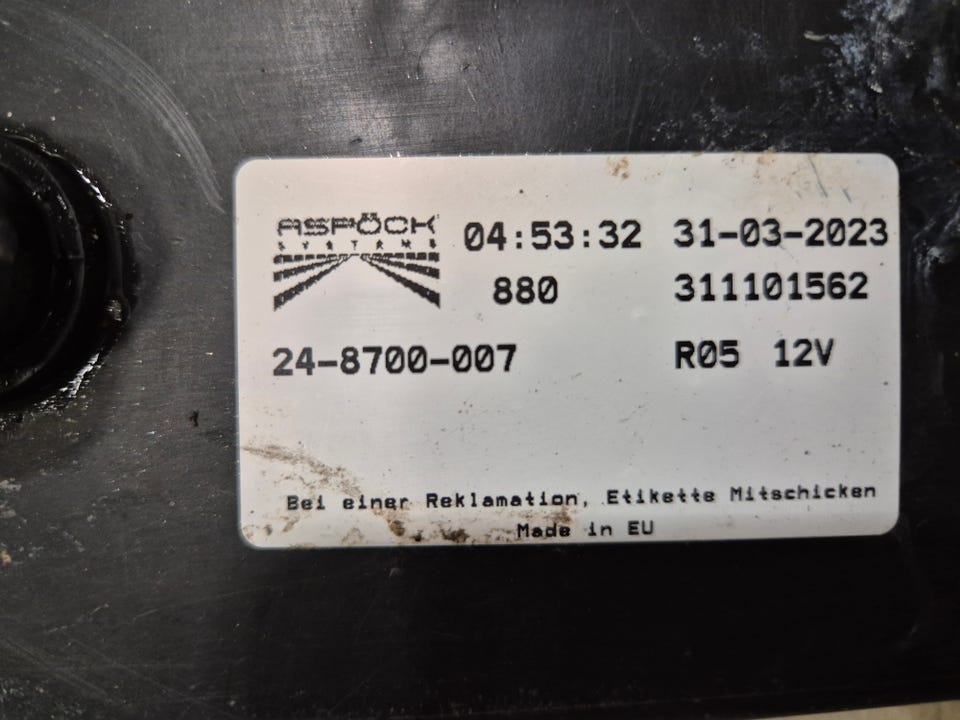 ASPÖCK 04:53:32 31-03-2023
SYSTEMS
880 311101562
24-8700-007 R05 12V
Bei einer Reklamation, Etikette Mitschicken
Made in EU